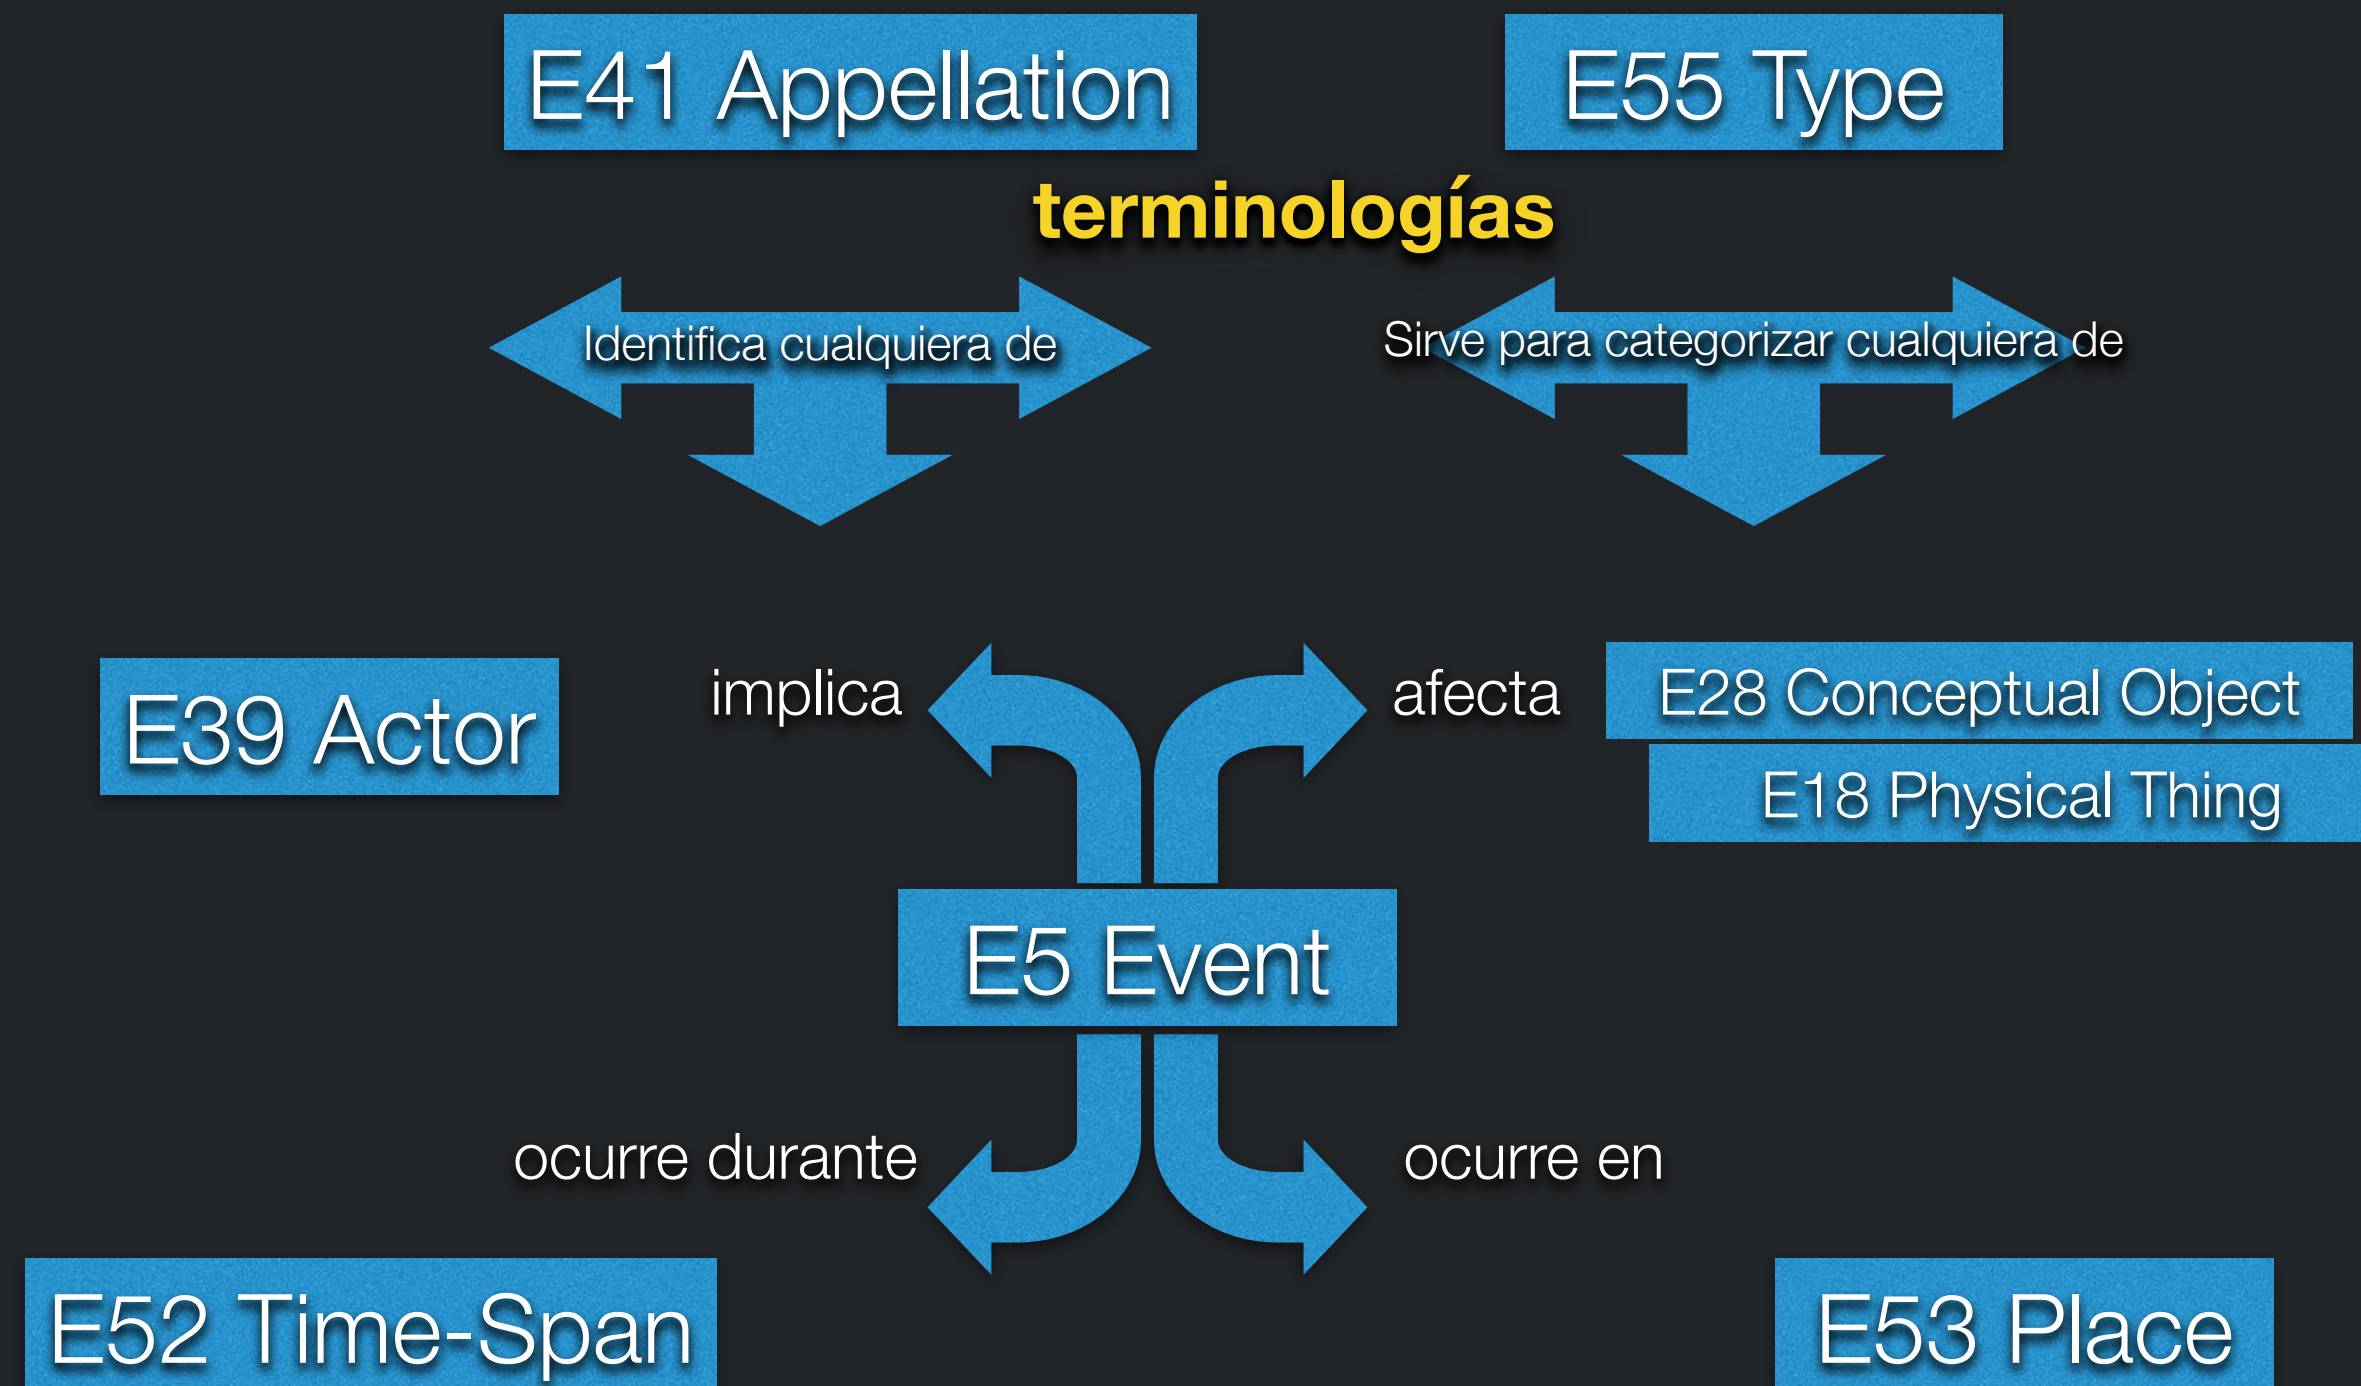 E41 Appellation
E55 Type
terminologías
Identifica cualquiera de
Sirve para categorizar cualquiera de
E39 Actor
implica
afecta
E28 Conceptual Object
E18 Physical Thing
E5 Event
ocurre durante
ocurre en
E52 Time-Span
E53 Place